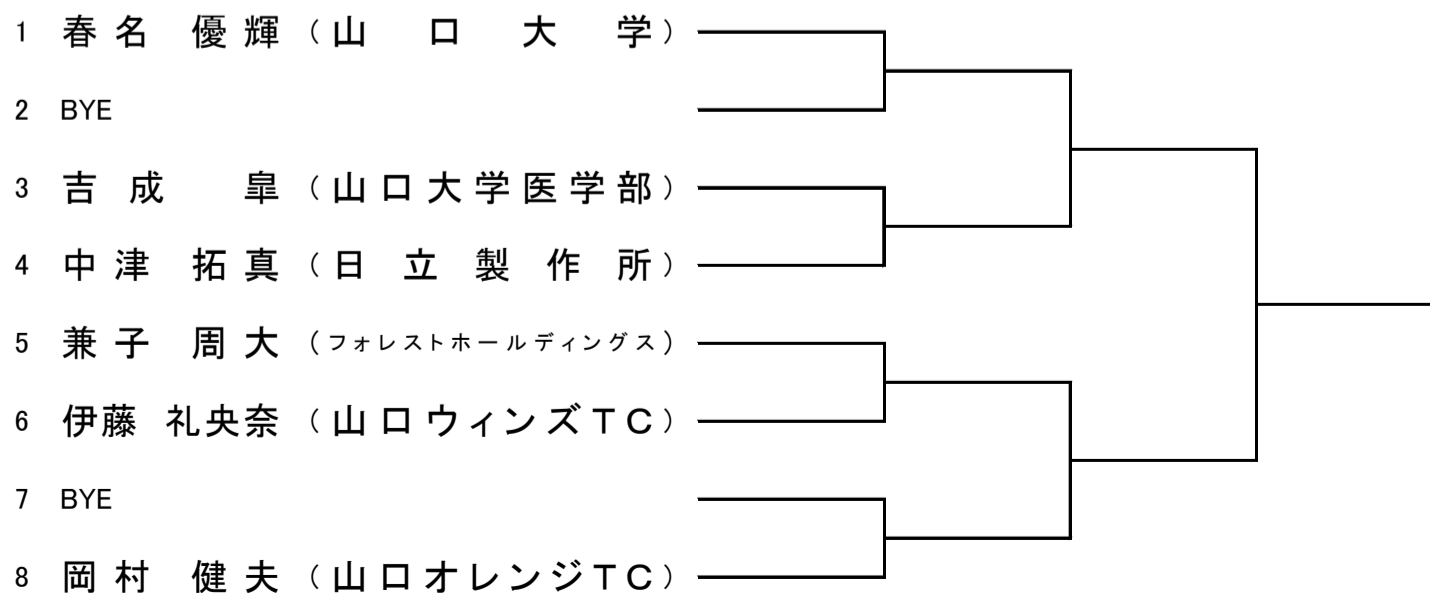 1 春名 優輝 (山口大学)
2 BYE
3 吉成 皐 (山口大学医学部)
4 中津 拓真 (日立製作所)
5 兼子 周大 (フォレストホールディングス)
6 伊藤 礼央奈 (山口ウィンズTC)
7 BYE
8 岡村 健夫 (山口オレンジTC)